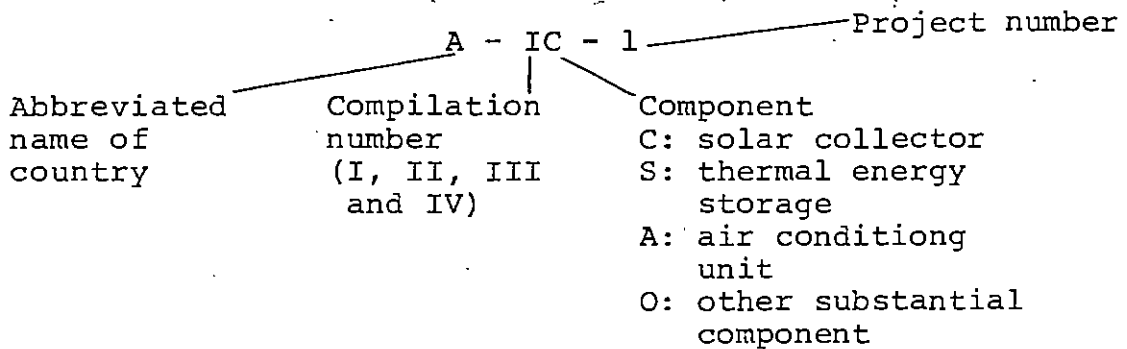 A - IC - 1 Project number
Abbreviated name of country
Compilation number (I, II, III and IV)
Component
C: solar collector
S: thermal energy storage
A: air conditiong unit
O: other substantial component